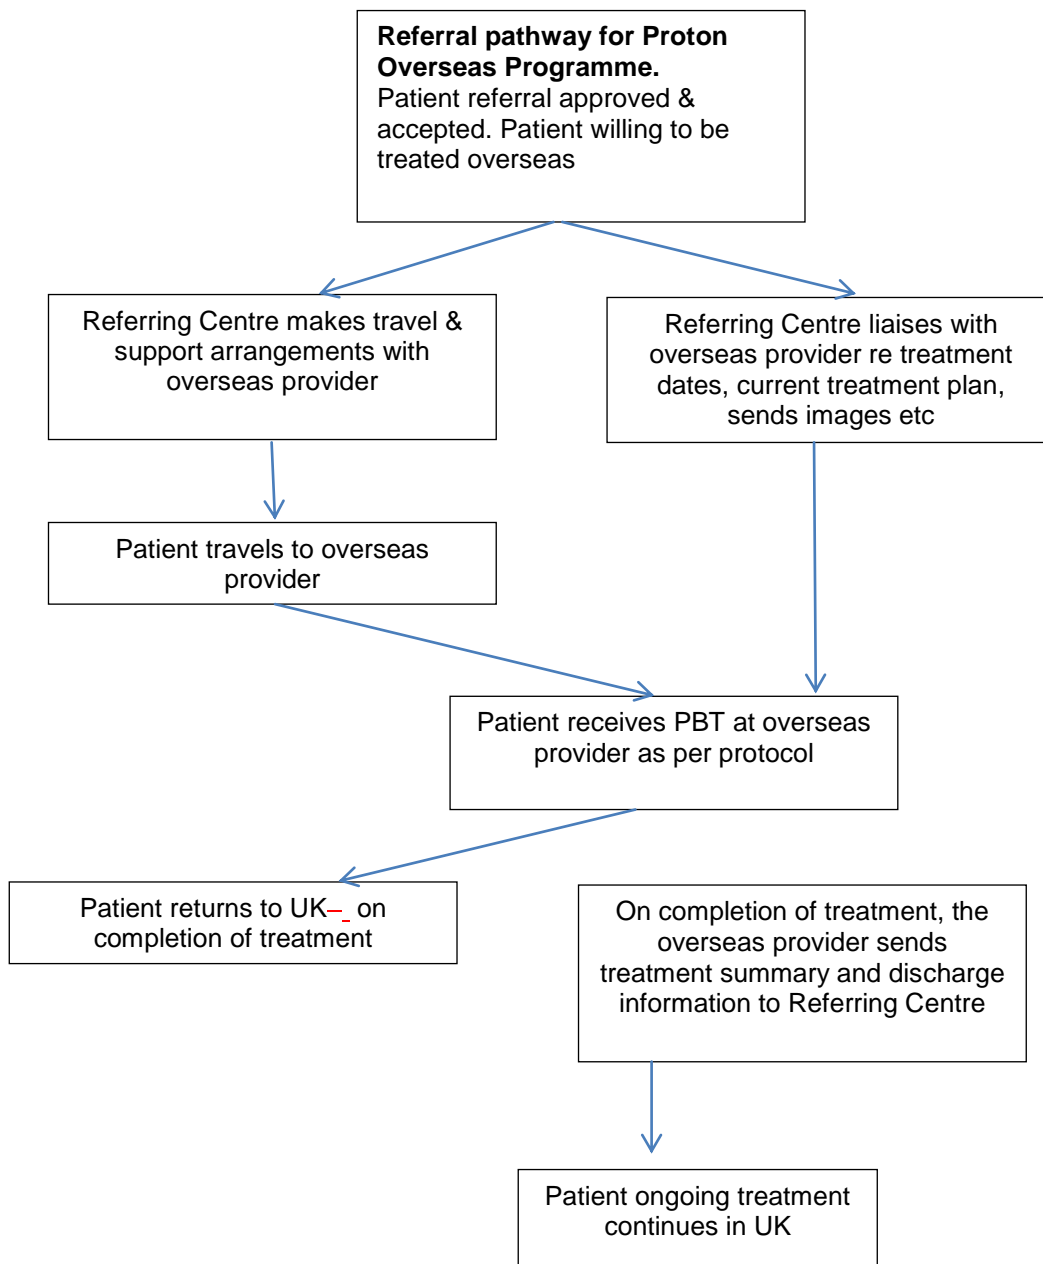 Referral pathway for Proton
Overseas Programme.
Patient referral approved &
accepted. Patient willing to be
treated overseas
Referring Centre makes travel &
support arrangements with
overseas provider
Referring Centre liaises with
overseas provider re treatment
dates, current treatment plan,
sends images etc
Patient travels to overseas
provider
Patient receives PBT at overseas
provider as per protocol
Patient returns to UK– on
completion of treatment
On completion of treatment, the
overseas provider sends
treatment summary and discharge
information to Referring Centre
Patient ongoing treatment
continues in UK